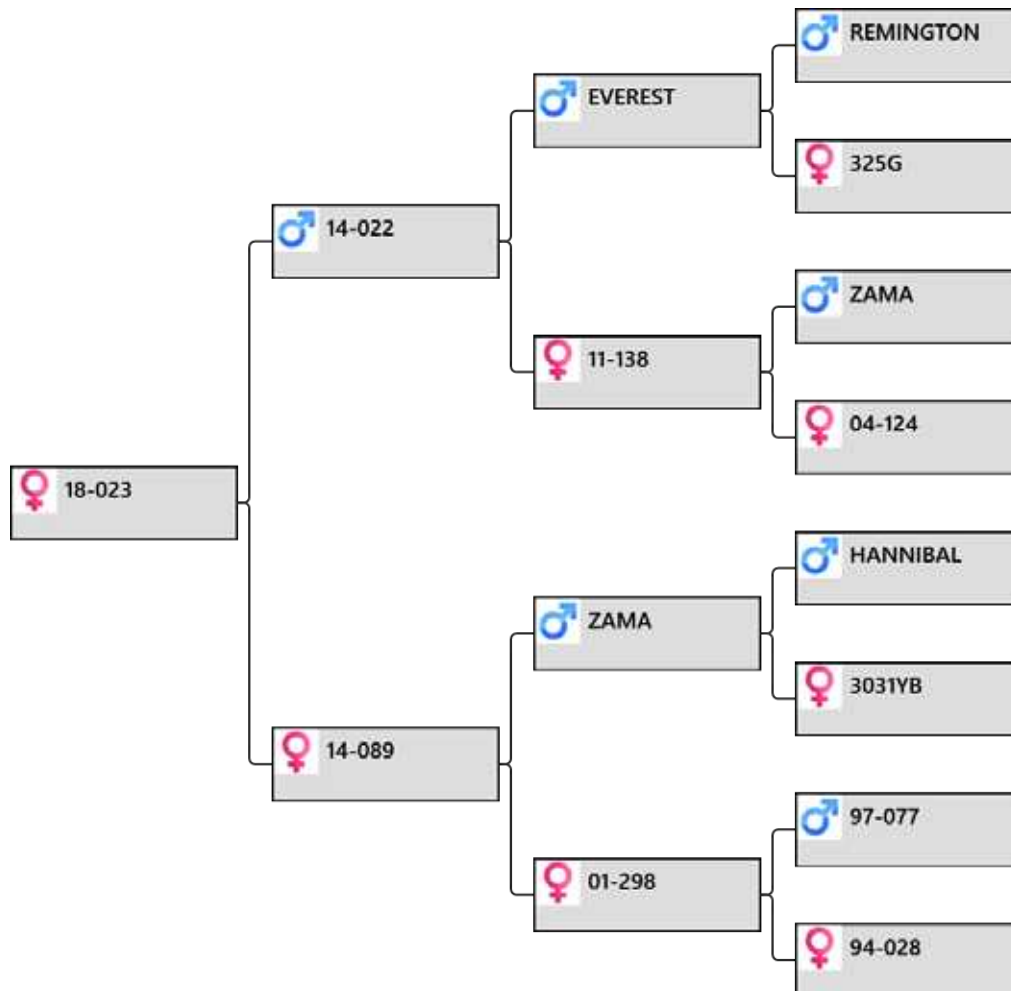 REMINGTON
EVEREST
325G
14-022
ZAMA
11-138
04-124
18-023
HANNIBAL
ZAMA
3031YB
14-089
97-077
01-298
94-028